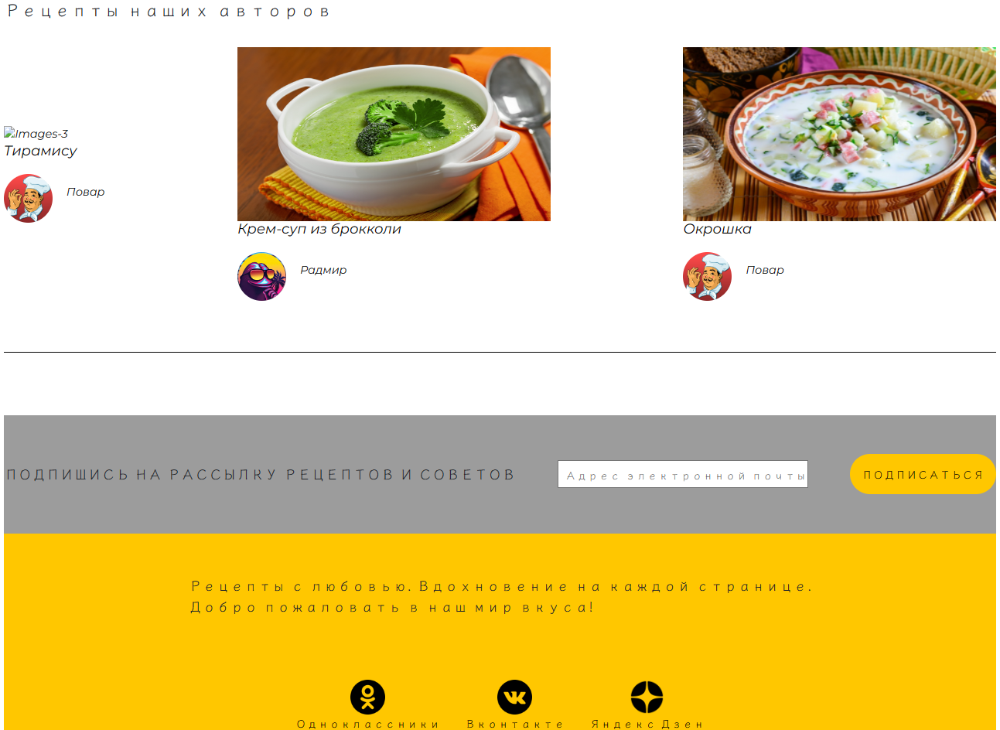 Рецепты наших авторов
Images-3
Тирамису
Повар
Крем-суп из брокколи
Радмир
Окрошка
Повар
ПОДПИШИСЬ НА РАССЫЛКУ РЕЦЕПТОВ И СОВЕТОВ
Адрес электронной почты
ПОДПИСАТЬСЯ
Рецепты с любовью. Вдохновение на каждой странице.
Добро пожаловать в наш мир вкуса!
Одноклассники
Вконтакте
Яндекс Дзен